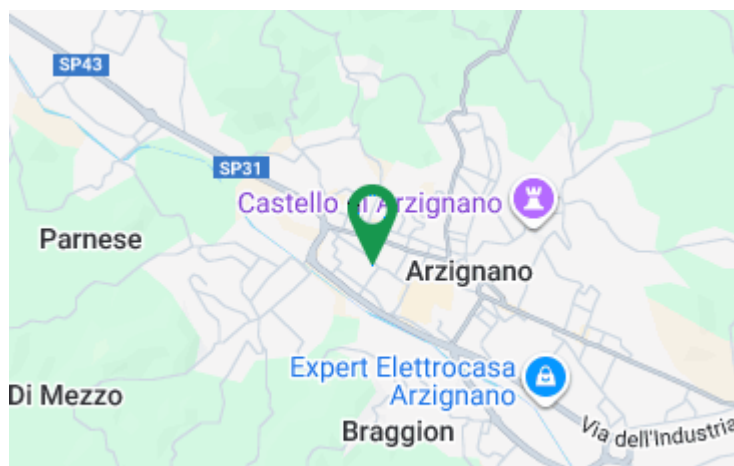 SP43
SP31
Castello di Arzignano
Parnese
Arzignano
Expert Elettrocasa
Arzignano
Di Mezzo
Braggion
Via dell'Industria